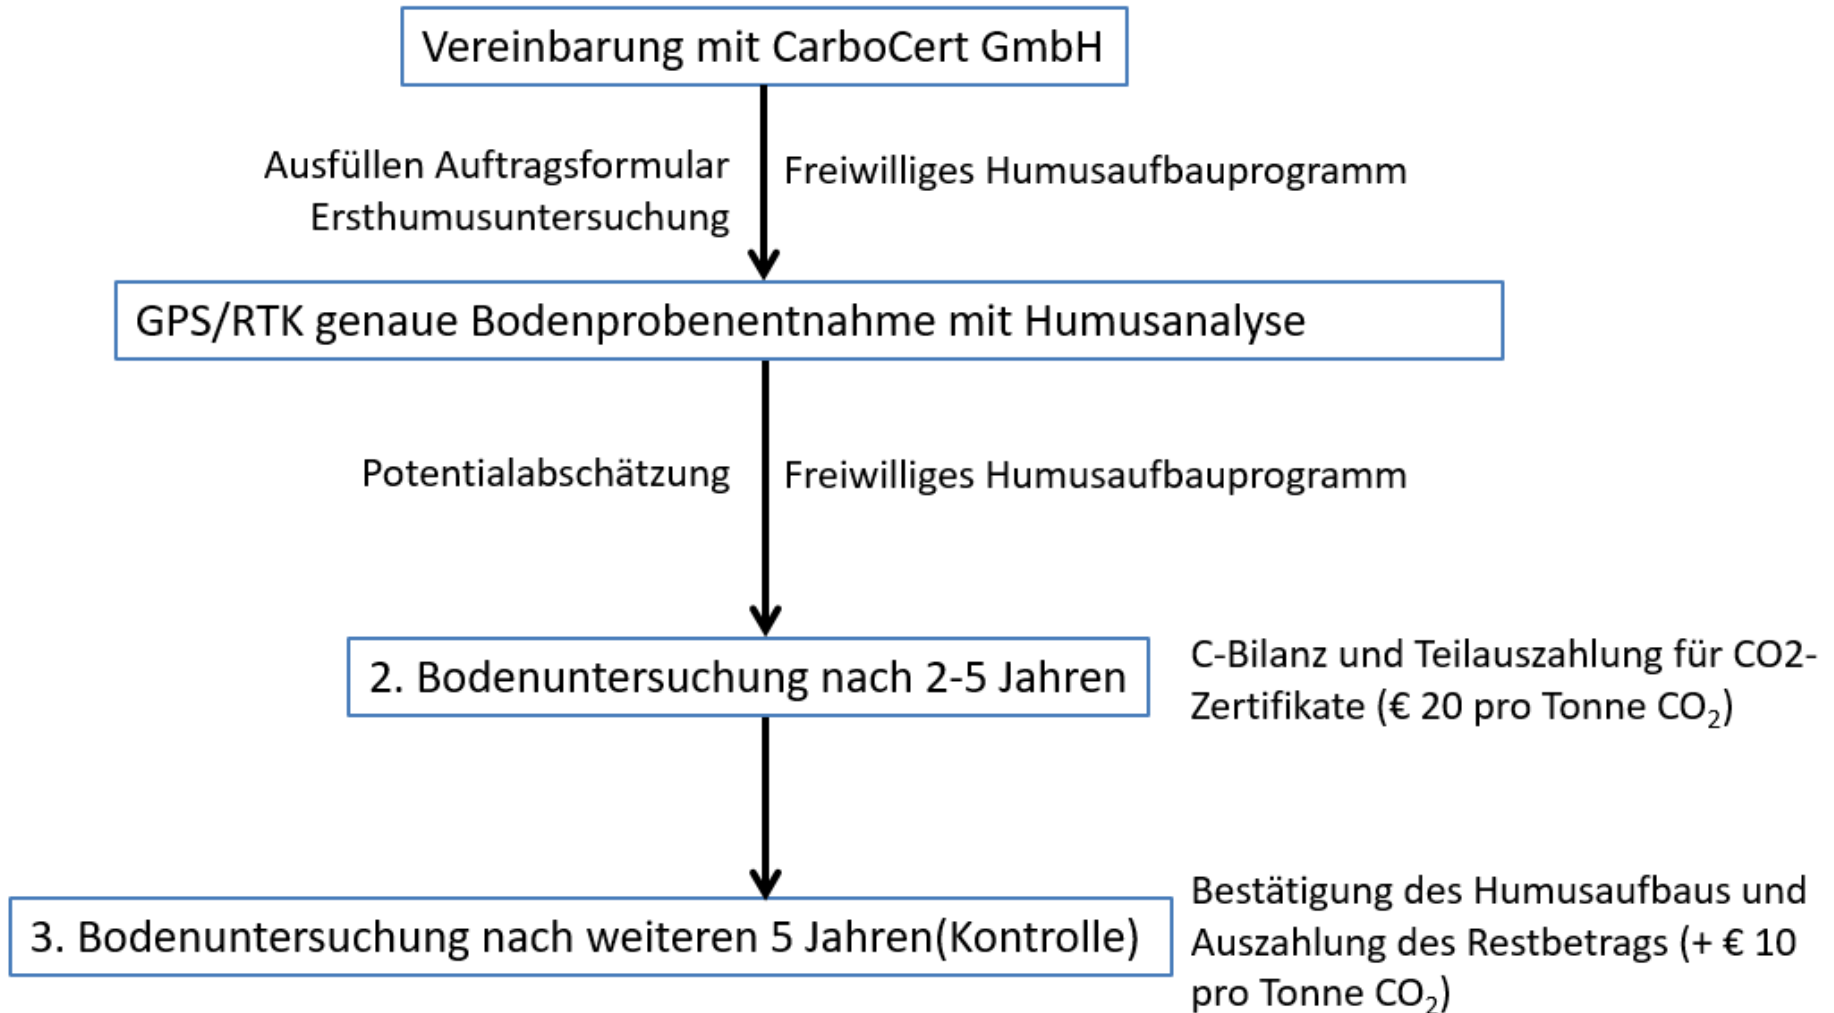 Vereinbarung mit CarboCert GmbH
Ausfüllen Auftragsformular
Ersthumusuntersuchung
Freiwilliges Humusaufbauprogramm
GPS/RTK genaue Bodenprobenentnahme mit Humusanalyse
Potentialabschätzung
Freiwilliges Humusaufbauprogramm
2. Bodenuntersuchung nach 2-5 Jahren
C-Bilanz und Teilauszahlung für CO2-
Zertifikate (€ 20 pro Tonne CO₂)
3. Bodenuntersuchung nach weiteren 5 Jahren(Kontrolle)
Bestätigung des Humusaufbaus und
Auszahlung des Restbetrags (+ € 10
pro Tonne CO₂)